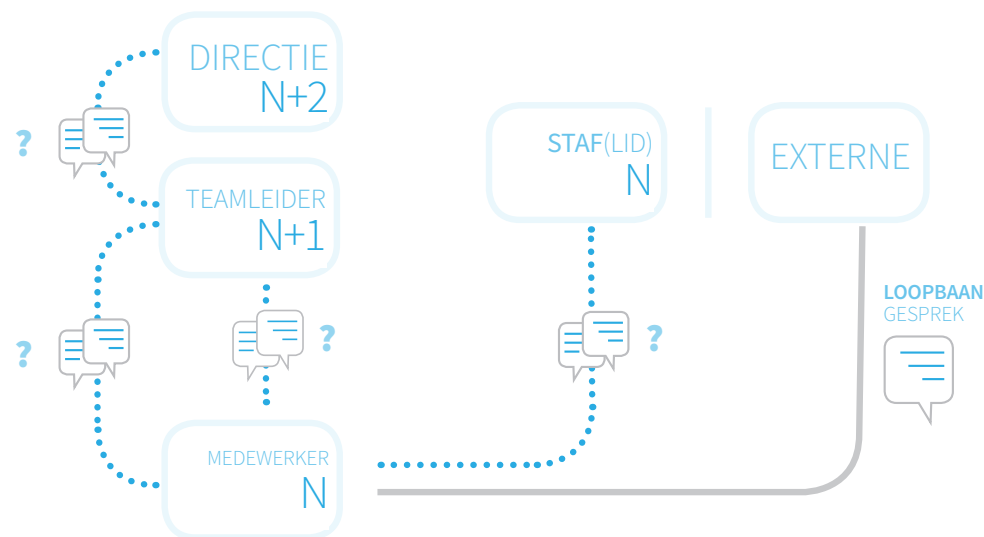 DIRECTIE
N+2
?
TEAMLEIDER
N+1
STAF(LID)
N
EXTERNE
LOOPBAAN
GESPREK
?
?
?
MEDEWERKER
N